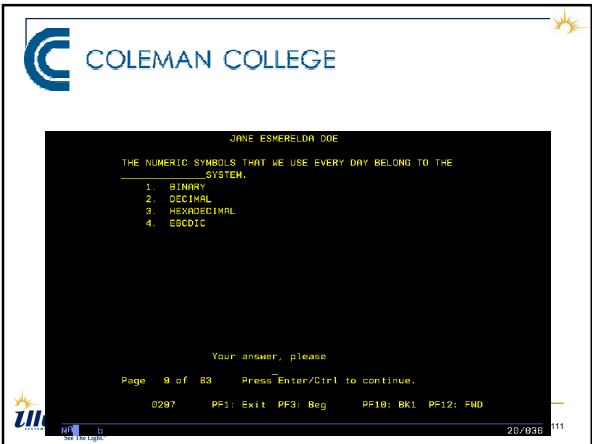 COLEMAN COLLEGE
JANE ESMERELDA DOE
THE NUMERIC SYMBOLS THAT WE USE EVERY DAY BELONG TO THE
______________SYSTEM.
1. BINARY
2. DECIMAL
3. HEXADECIMAL
4. EBCDIC
Your answer, please
Page 9 of 83 Press Enter/Ctrl to continue.
0297 PF1: Exit PF3: Beg PF10: BK1 PF12: FWD
b 20/036
See The Light.
111